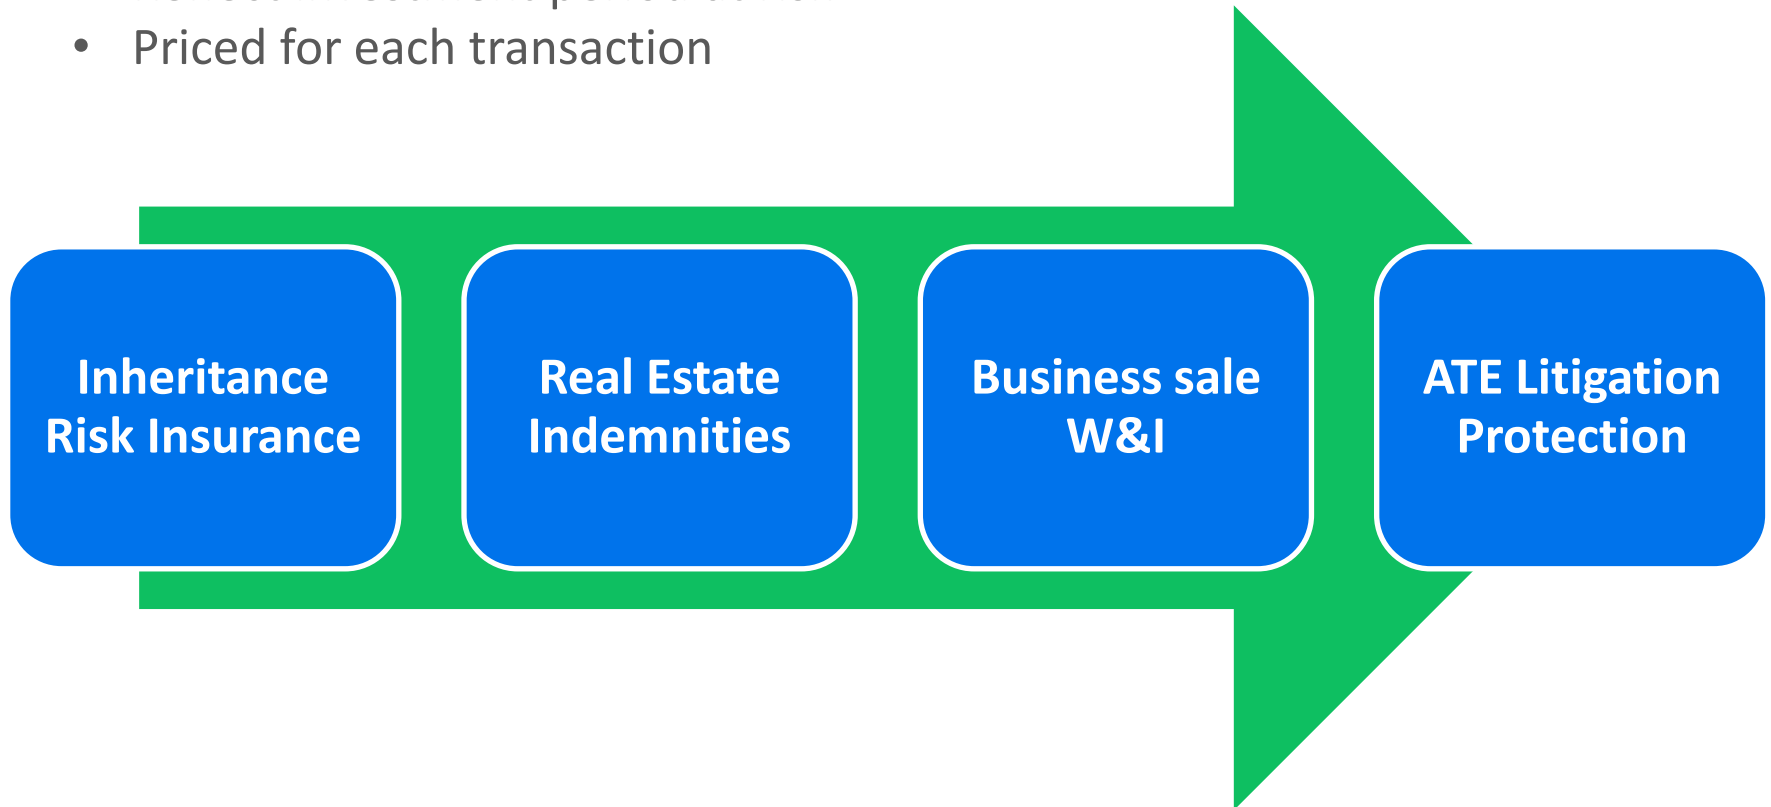 • Priced for each transaction
Inheritance
Risk Insurance
Real Estate
Indemnities
Business sale
W&I
ATE Litigation
Protection